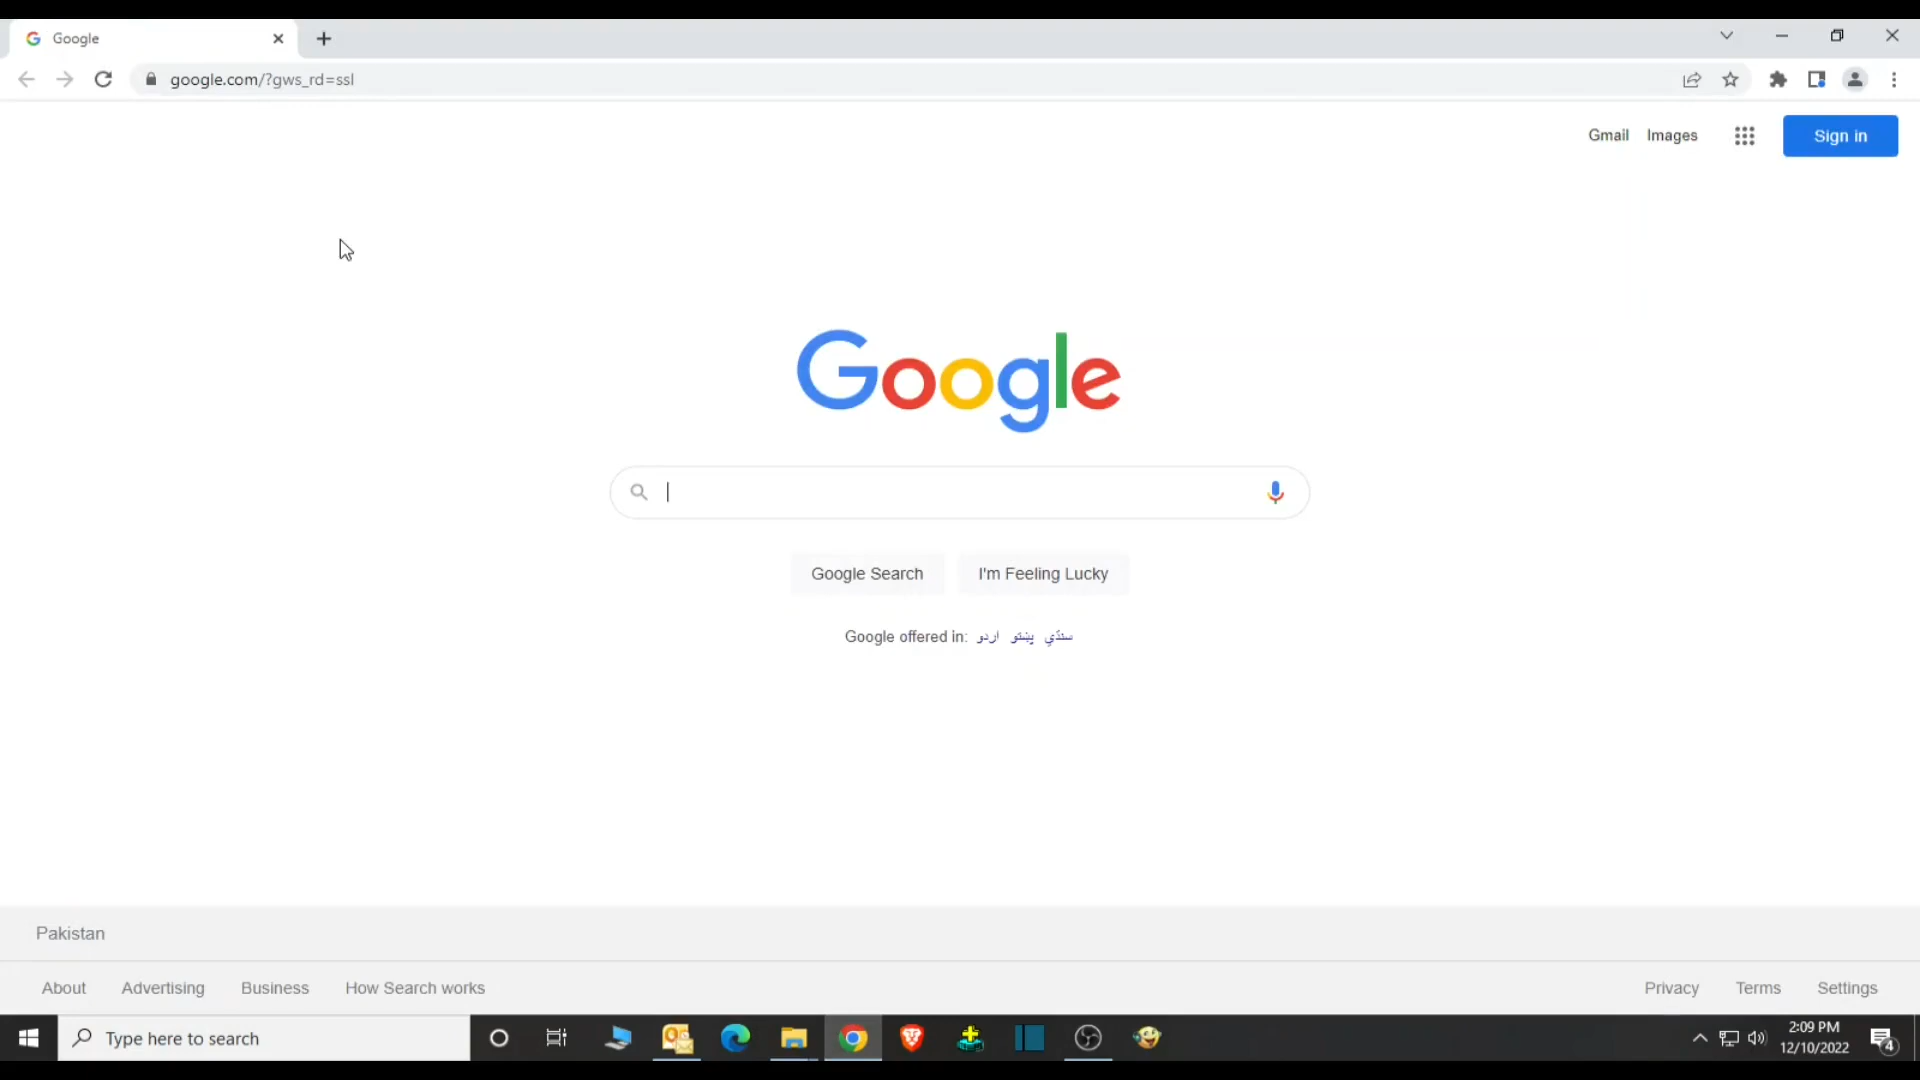 Google
google.com/?gws_rd=ssl
Gmail Images Sign in
Google
Google Search I'm Feeling Lucky
Google offered in: اردو پښتو سنڌي
Pakistan
About Advertising Business How Search works Privacy Terms Settings
Type here to search
2:09 PM
12/10/2022
4